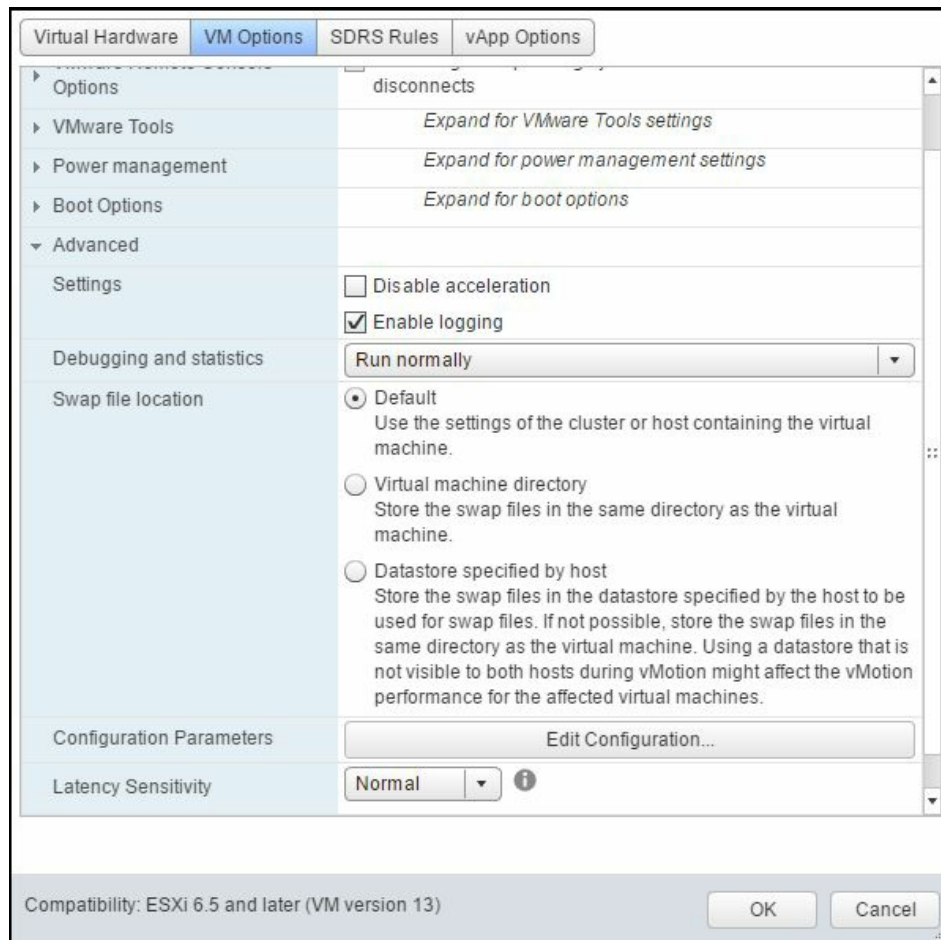 Virtual Hardware VM Options SDRS Rules vApp Options
Options
disconnects
VMware Tools Expand for VMware Tools settings
Power management Expand for power management settings
Boot Options Expand for boot options
Advanced
Settings Disable acceleration
Enable logging
Debugging and statistics Run normally
Swap file location Default
Use the settings of the cluster or host containing the virtual
machine.
Virtual machine directory
Store the swap files in the same directory as the virtual
machine.
Datastore specified by host
Store the swap files in the datastore specified by the host to be
used for swap files. If not possible, store the swap files in the
same directory as the virtual machine. Using a datastore that is
not visible to both hosts during vMotion might affect the vMotion
performance for the affected virtual machines.
Configuration Parameters Edit Configuration...
Latency Sensitivity Normal
Compatibility: ESXi 6.5 and later (VM version 13) OK Cancel